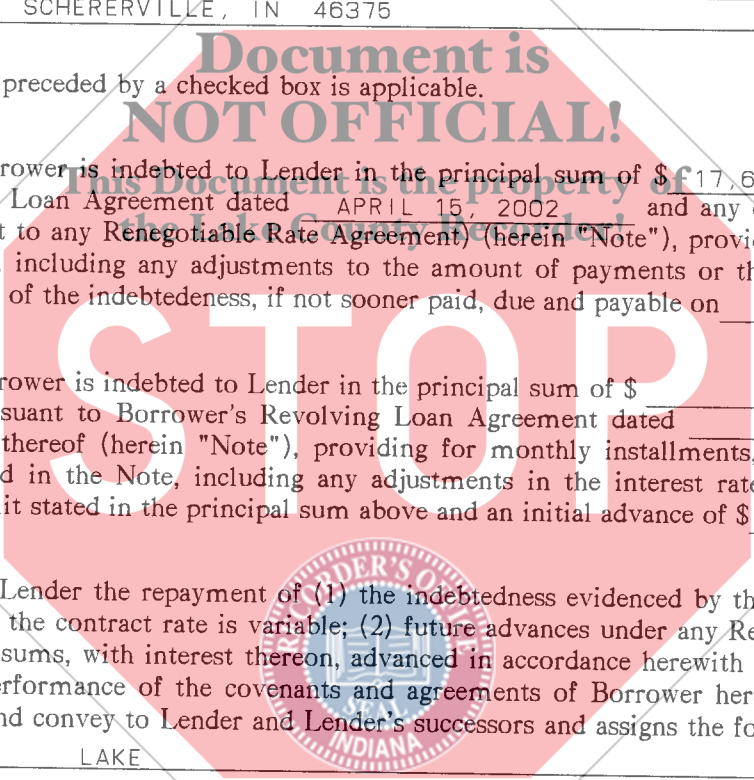 SCHERERVILLE, IN 46375
Document is
preceded by a checked box is applicable.
NOT OFFICIAL!
rower is indebted to Lender in the principal sum of $ 17,6
This Document is the property of
Loan Agreement dated APRIL 15, 2002 and any
the Lake County Recorder!
t to any Renegotiable Rate Agreement) (herein "Note"), provi
, including any adjustments to the amount of payments or th
of the indebtedeness, if not sooner paid, due and payable on
STOP
rower is indebted to Lender in the principal sum of $
suant to Borrower's Revolving Loan Agreement dated
thereof (herein "Note"), providing for monthly installments,
d in the Note, including any adjustments in the interest rate
it stated in the principal sum above and an initial advance of $
Lender the repayment of (1) the indebtedness evidenced by th
the contract rate is variable; (2) future advances under any Re
sums, with interest thereon, advanced in accordance herewith
erformance of the covenants and agreements of Borrower her
nd convey to Lender and Lender's successors and assigns the fo
SEAL
INDIANA
LAKE